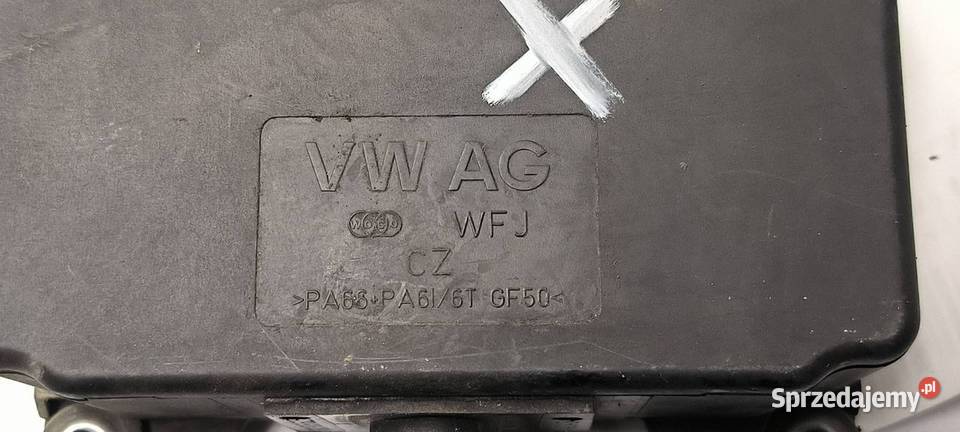 VW AG
WFJ
CZ
>PA66+PA6I/6T GF50<
Sprzedajemy.pl